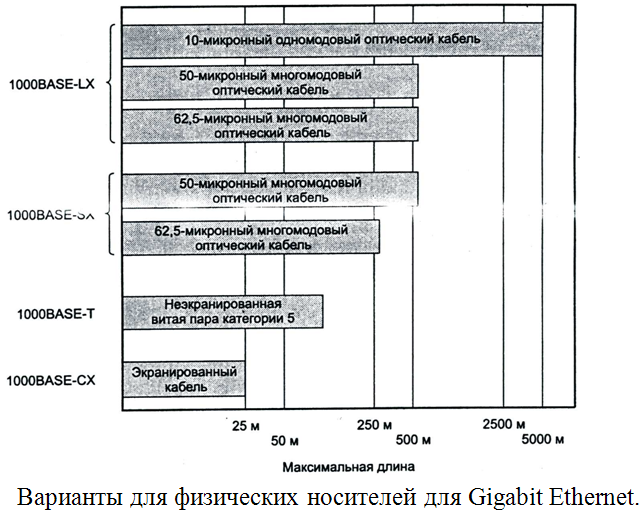 10-микронный одномодовый оптический кабель
1000BASE-LX
50-микронный многомодовый
оптический кабель
62,5-микронный многомодовый
оптический кабель
1000BASE-SX
50-микронный многомодовый
оптический кабель
62,5-микронный многомодовый
оптический кабель
1000BASE-T
Неэкранированная
витая пара категории 5
1000BASE-CX
Экранированный
кабель
25 м 250 м 2500 м
50 м 500 м 5000 м
Максимальная длина
Варианты для физических носителей для Gigabit Ethernet.